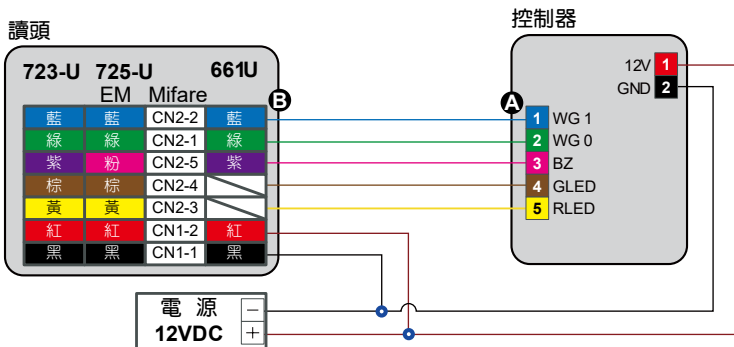 讀頭
723-U 725-U 661U
EM Mifare
藍 藍 CN2-2 藍
綠 綠 CN2-1 綠
紫 粉 CN2-5 紫
棕 棕 CN2-4
黃 黃 CN2-3
紅 紅 CN1-2 紅
黑 黑 CN1-1 黑
B
控制器
12V 1
GND 2
A
1 WG 1
2 WG 0
3 BZ
4 GLED
5 RLED
電 源 −
12VDC +